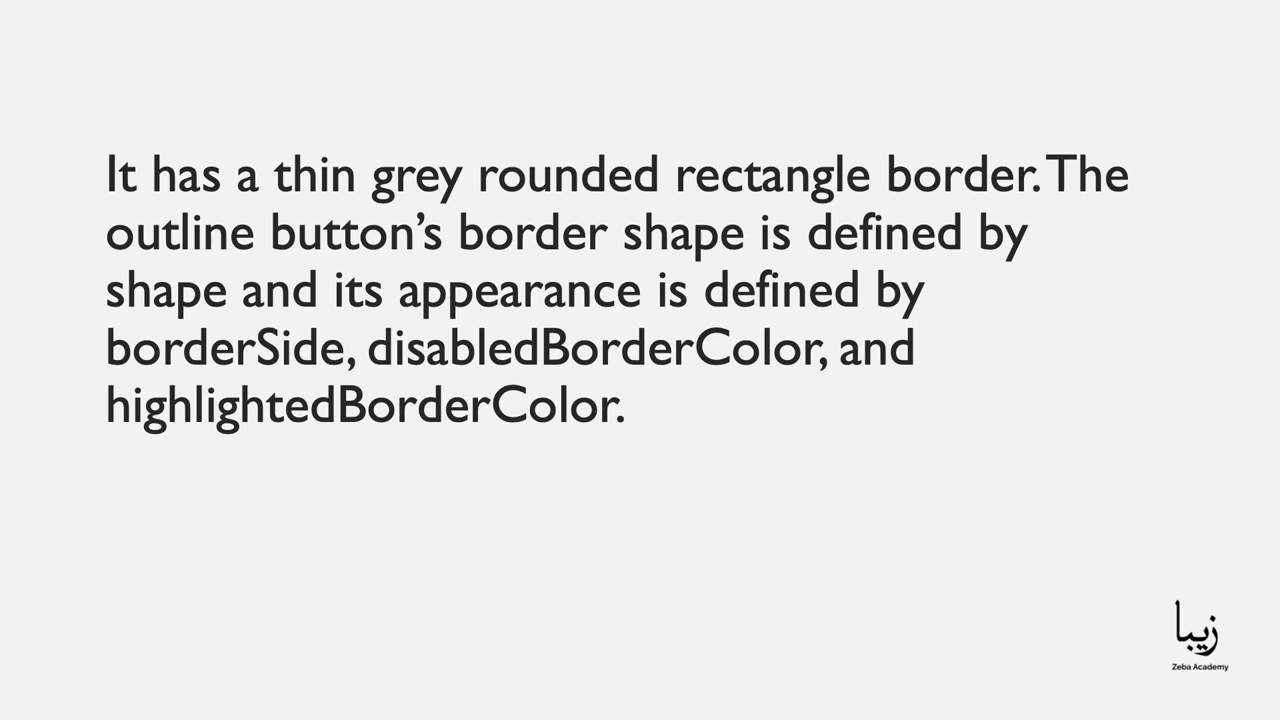 It has a thin grey rounded rectangle border. The
outline button’s border shape is defined by
shape and its appearance is defined by
borderSide, disabledBorderColor, and
highlightedBorderColor.
زيبا
Zeba Academy